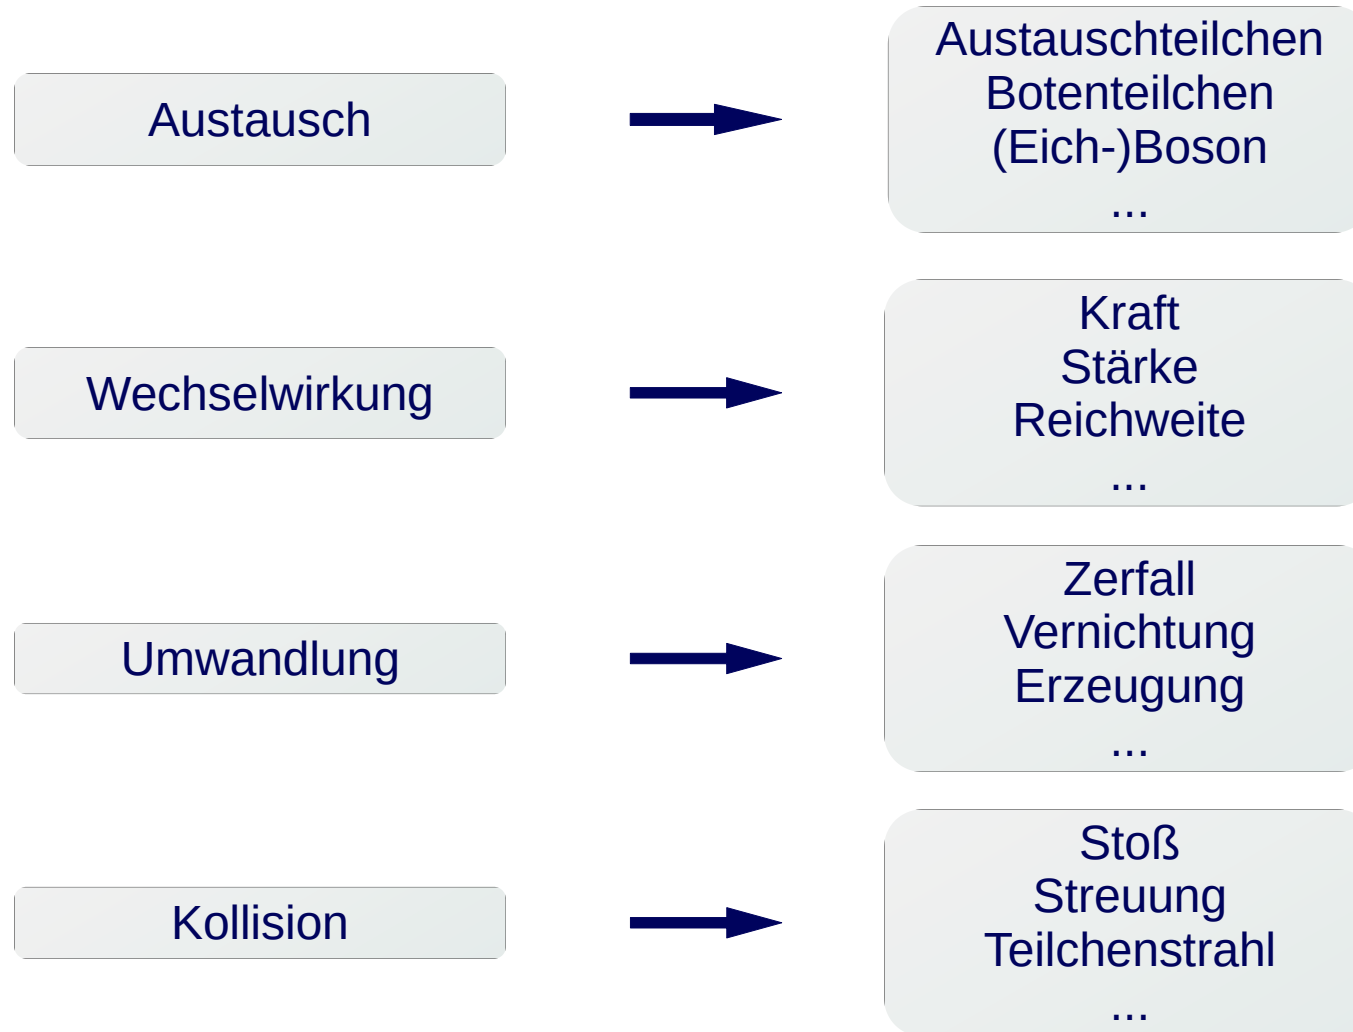 Austausch
Austauschteilchen
Botenteilchen
(Eich-)Boson
...
Wechselwirkung
Kraft
Stärke
Reichweite
...
Umwandlung
Zerfall
Vernichtung
Erzeugung
...
Kollision
Stoß
Streuung
Teilchenstrahl
...